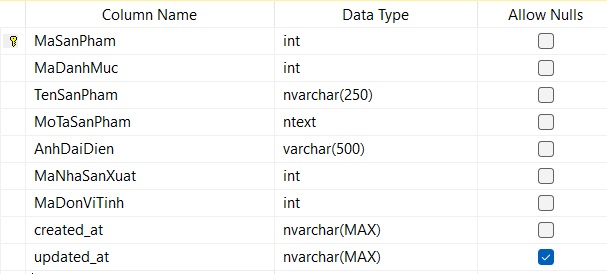 Column Name Data Type Allow Nulls
MaSanPham int
MaDanhMuc int
TenSanPham nvarchar(250)
MoTaSanPham ntext
AnhDaiDien varchar(500)
MaNhaSanXuat int
MaDonViTinh int
created_at nvarchar(MAX)
updated_at nvarchar(MAX)